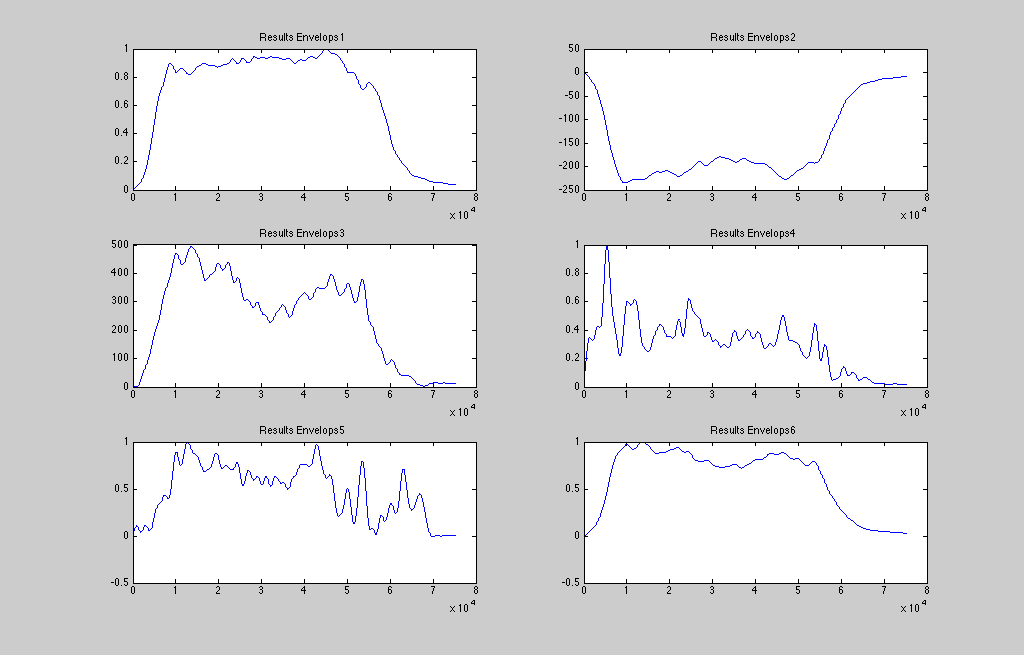 Results Envelops1
1
0.8
0.6
0.4
0.2
0
0 1 2 3 4 5 6 7 8
x 10^4
Results Envelops2
50
0
-50
-100
-150
-200
-250
0 1 2 3 4 5 6 7 8
x 10^4
Results Envelops3
500
400
300
200
100
0
0 1 2 3 4 5 6 7 8
x 10^4
Results Envelops4
1
0.8
0.6
0.4
0.2
0
0 1 2 3 4 5 6 7 8
x 10^4
Results Envelops5
1
0.5
0
-0.5
0 1 2 3 4 5 6 7 8
x 10^4
Results Envelops6
1
0.5
0
-0.5
0 1 2 3 4 5 6 7 8
x 10^4